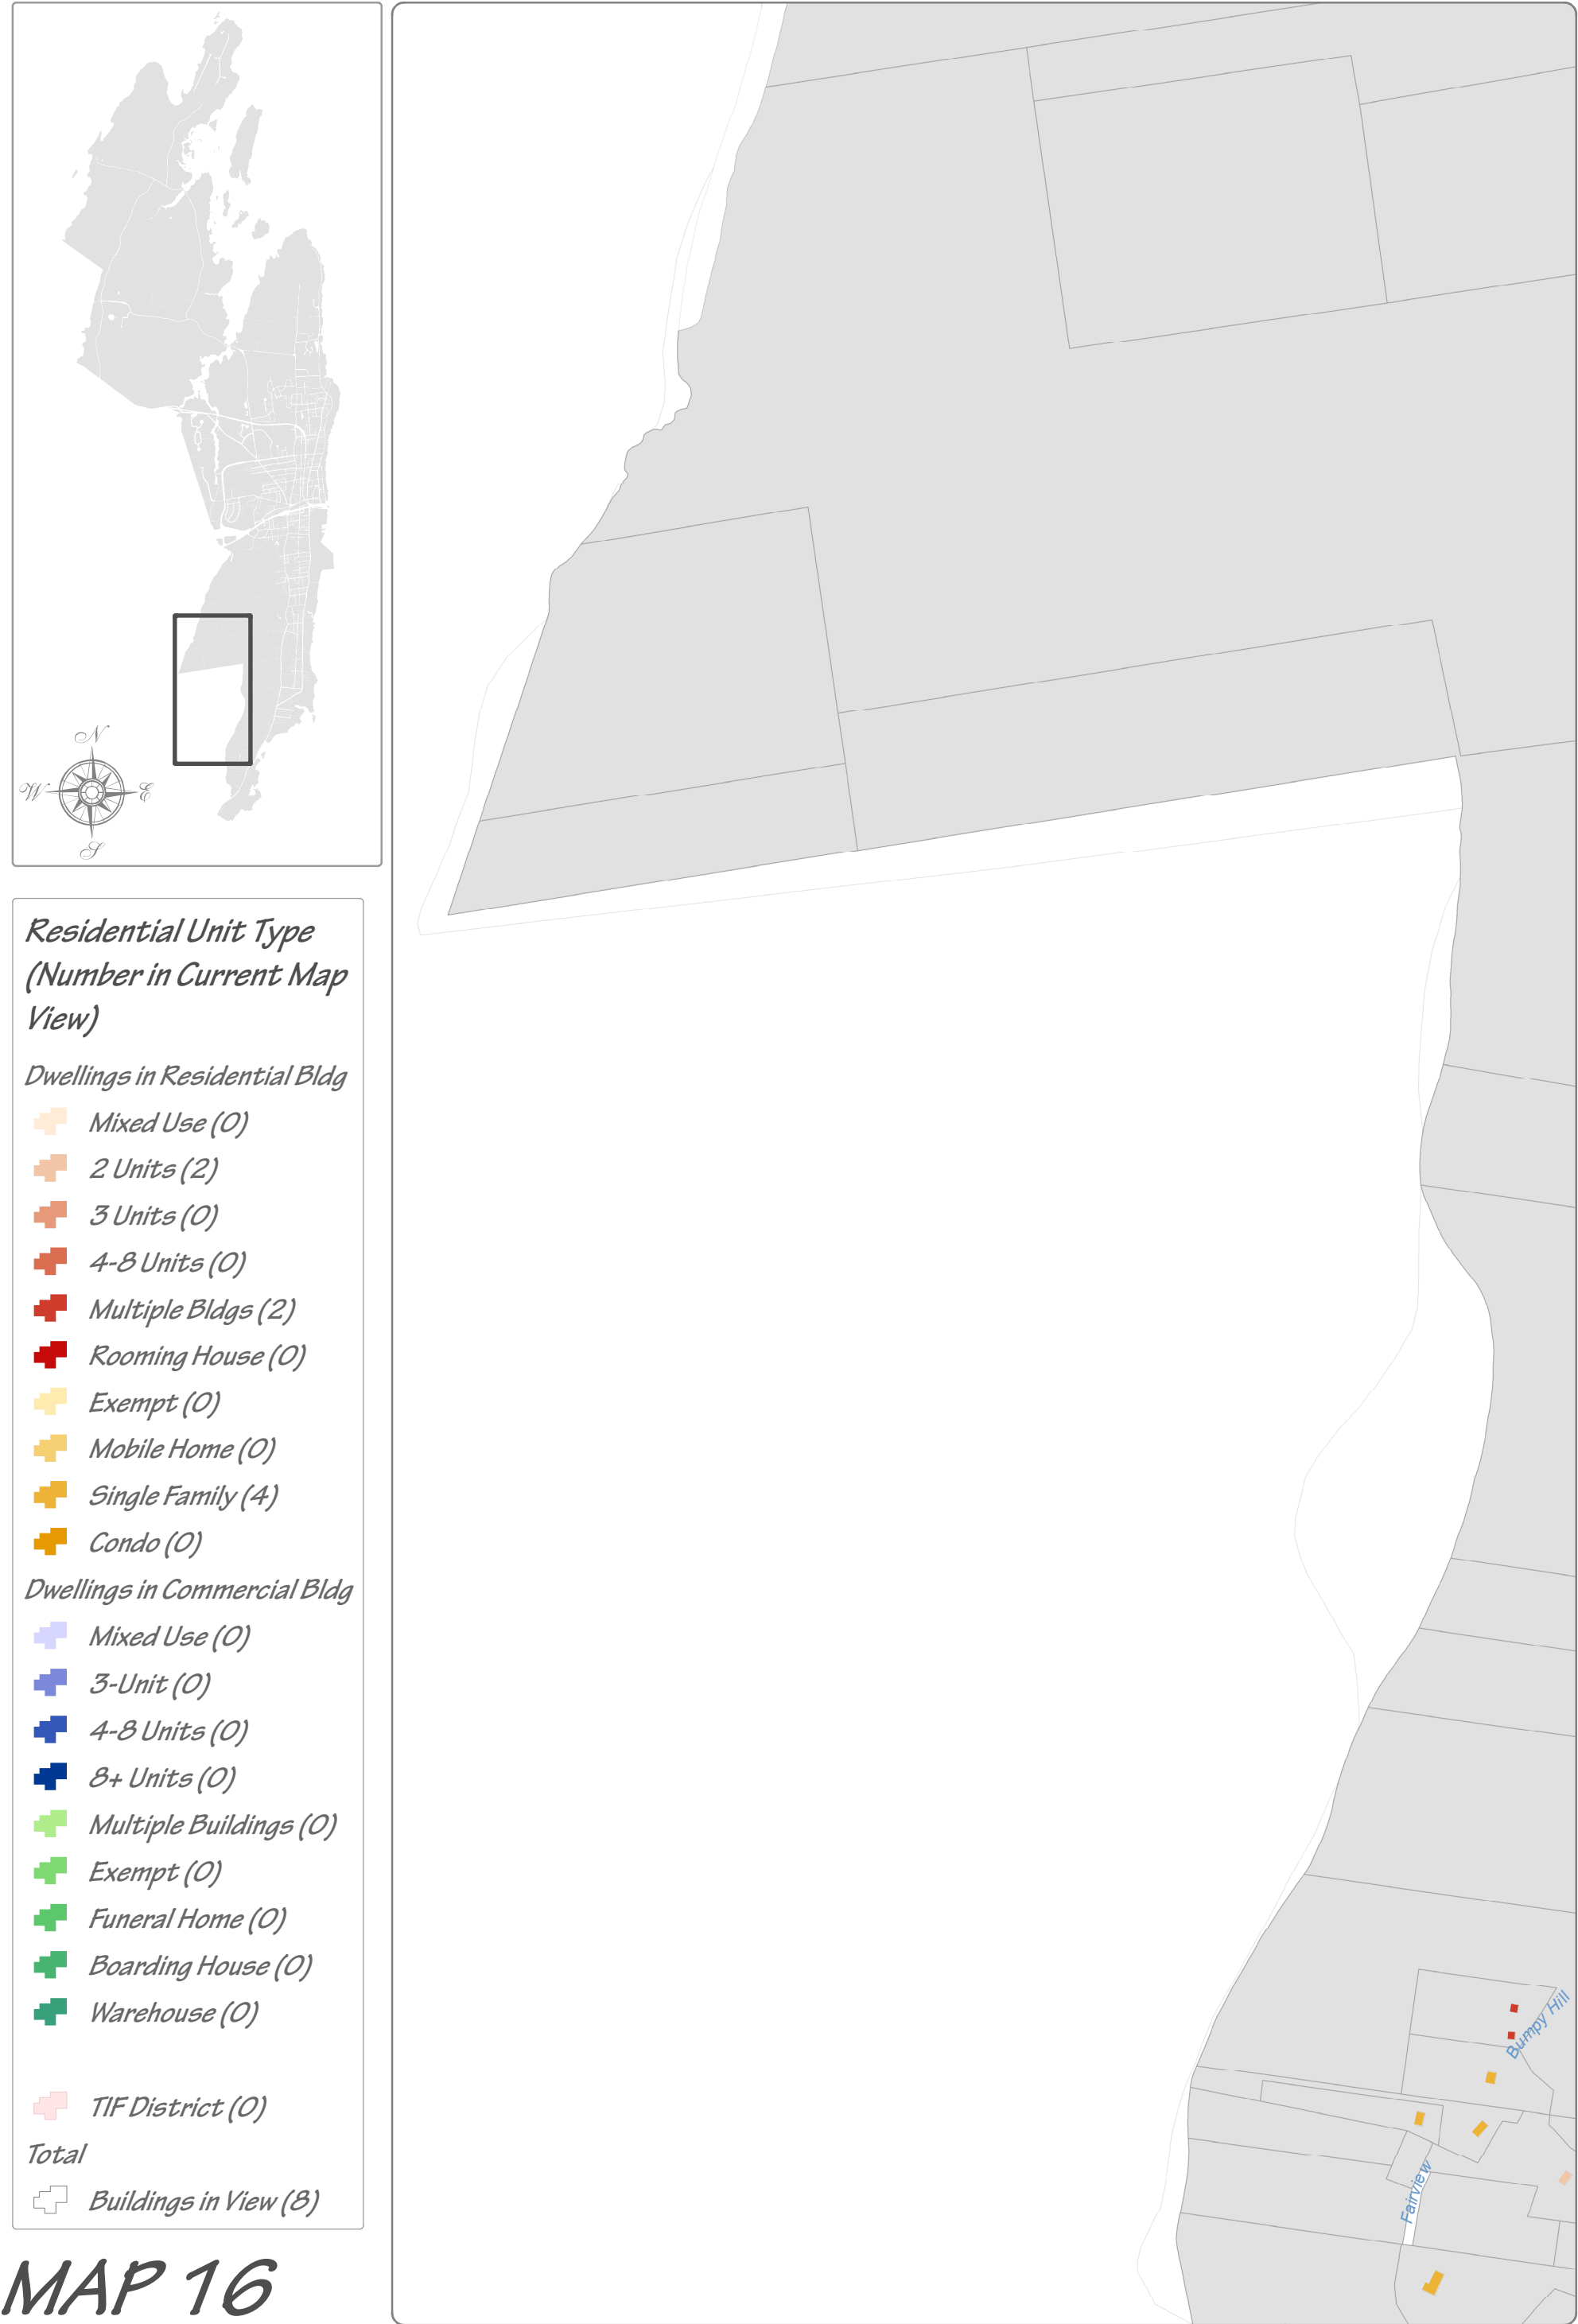 N
W
E
S
Residential Unit Type
(Number in Current Map
View)
Dwellings in Residential Bldg
Mixed Use (0)
2 Units (2)
3 Units (0)
4-8 Units (0)
Multiple Bldgs (2)
Rooming House (0)
Exempt (0)
Mobile Home (0)
Single Family (4)
Condo (0)
Dwellings in Commercial Bldg
Mixed Use (0)
3-Unit (0)
4-8 Units (0)
8+ Units (0)
Multiple Buildings (0)
Exempt (0)
Funeral Home (0)
Boarding House (0)
Warehouse (0)
TIF District (0)
Total
Buildings in View (8)
MAP 16
Bumpy Hill
Fairview